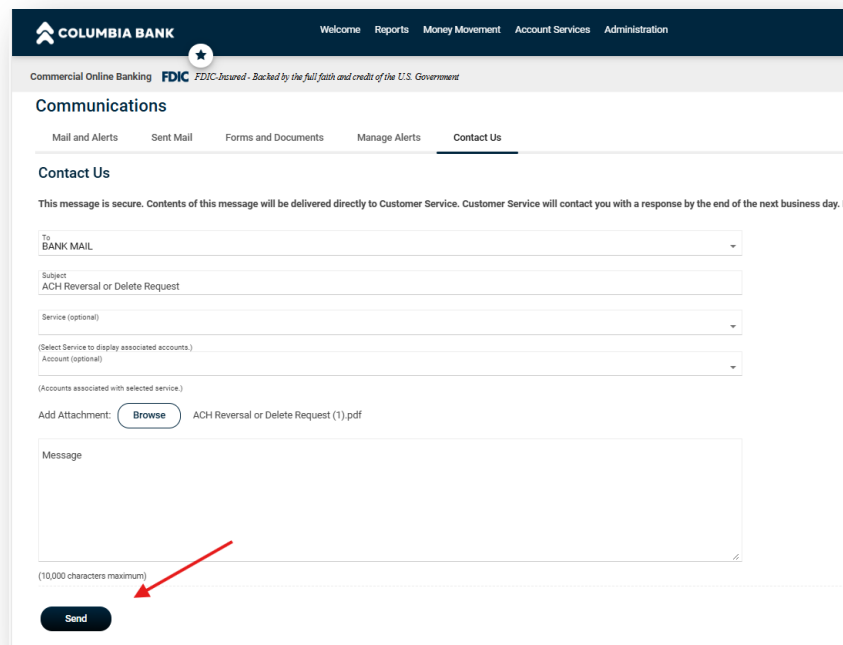 COLUMBIA BANK
Welcome Reports Money Movement Account Services Administration
Commercial Online Banking FDIC FDIC-Insured - Backed by the full faith and credit of the U.S. Government
Communications
Mail and Alerts Sent Mail Forms and Documents Manage Alerts Contact Us
Contact Us
This message is secure. Contents of this message will be delivered directly to Customer Service. Customer Service will contact you with a response by the end of the next business day.
To
BANK MAIL
Subject
ACH Reversal or Delete Request
Service (optional)
(Select Service to display associated accounts.)
Account (optional)
(Accounts associated with selected service.)
Add Attachment: Browse ACH Reversal or Delete Request (1).pdf
Message
(10,000 characters maximum)
Send